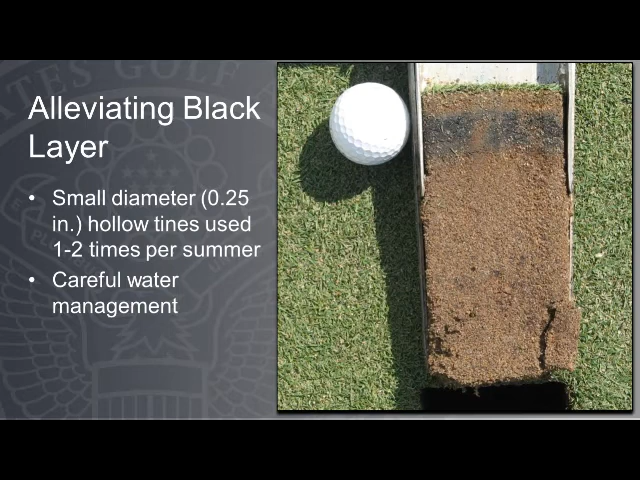 Alleviating Black
Layer
• Small diameter (0.25
in.) hollow tines used
1-2 times per summer
• Careful water
management